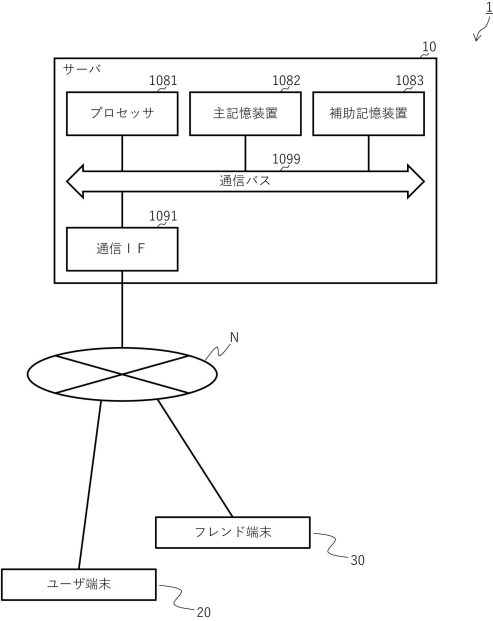 1
10
サーバ
1081
1082
1083
プロセッサ
主記憶装置
補助記憶装置
1099
通信バス
1091
通信ＩＦ
N
フレンド端末
30
ユーザ端末
20